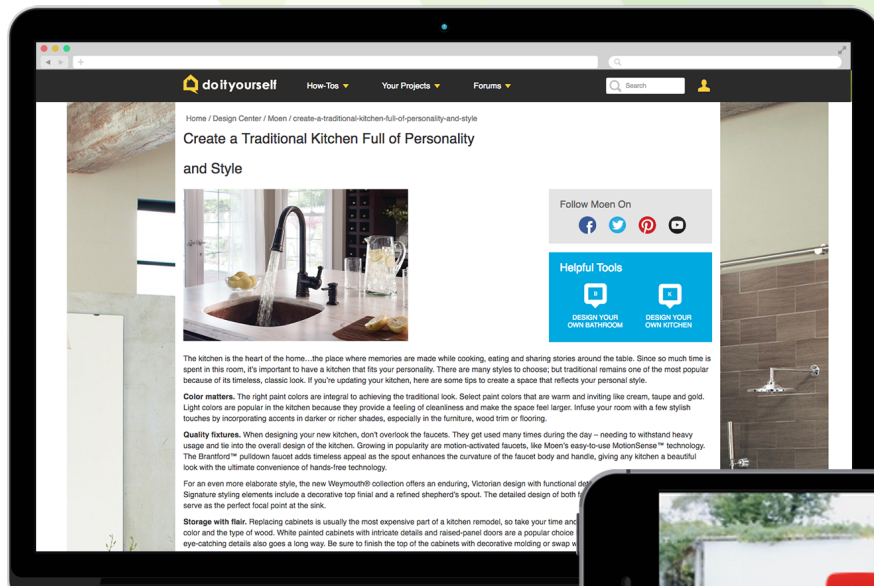 doityourself
How-Tos
Your Projects
Forums
Search
Home / Design Center / Moen / create-a-traditional-kitchen-full-of-personality-and-style
Create a Traditional Kitchen Full of Personality
and Style
Follow Moen On
Helpful Tools
B
K
DESIGN YOUR
OWN BATHROOM
DESIGN YOUR
OWN KITCHEN
The kitchen is the heart of the home…the place where memories are made while cooking, eating and sharing stories around the table. Since so much time is
spent in this room, it's important to have a kitchen that fits your personality. There are many styles to choose; but traditional remains one of the most popular
because of its timeless, classic look. If you're updating your kitchen, here are some tips to create a space that reflects your personal style.
Color matters. The right paint colors are integral to achieving the traditional look. Select paint colors that are warm and inviting like cream, taupe and gold.
Light colors are popular in the kitchen because they provide a feeling of cleanliness and make the space feel larger. Infuse your room with a few stylish
touches by incorporating accents in darker or richer shades, especially in the furniture, wood trim or flooring.
Quality fixtures. When designing your new kitchen, don't overlook the faucets. They get used many times during the day – needing to withstand heavy
usage and tie into the overall design of the kitchen. Growing in popularity are motion-activated faucets, like Moen's easy-to-use MotionSense™ technology.
The Brantford™ pulldown faucet adds timeless appeal as the spout enhances the curvature of the faucet body and handle, giving any kitchen a beautiful
look with the ultimate convenience of hands-free technology.
For an even more elaborate style, the new Weymouth® collection offers an enduring, Victorian design with functional
Signature styling elements include a decorative top finial and a refined shepherd's spout. The detailed design of both
serve as the perfect focal point at the sink.
Storage with flair. Replacing cabinets is usually the most expensive part of a kitchen remodel, so take your time and
color and the type of wood. White painted cabinets with intricate details and raised-panel doors are a popular choice
eye-catching details also goes a long way. Be sure to finish the top of the cabinets with decorative molding or swap